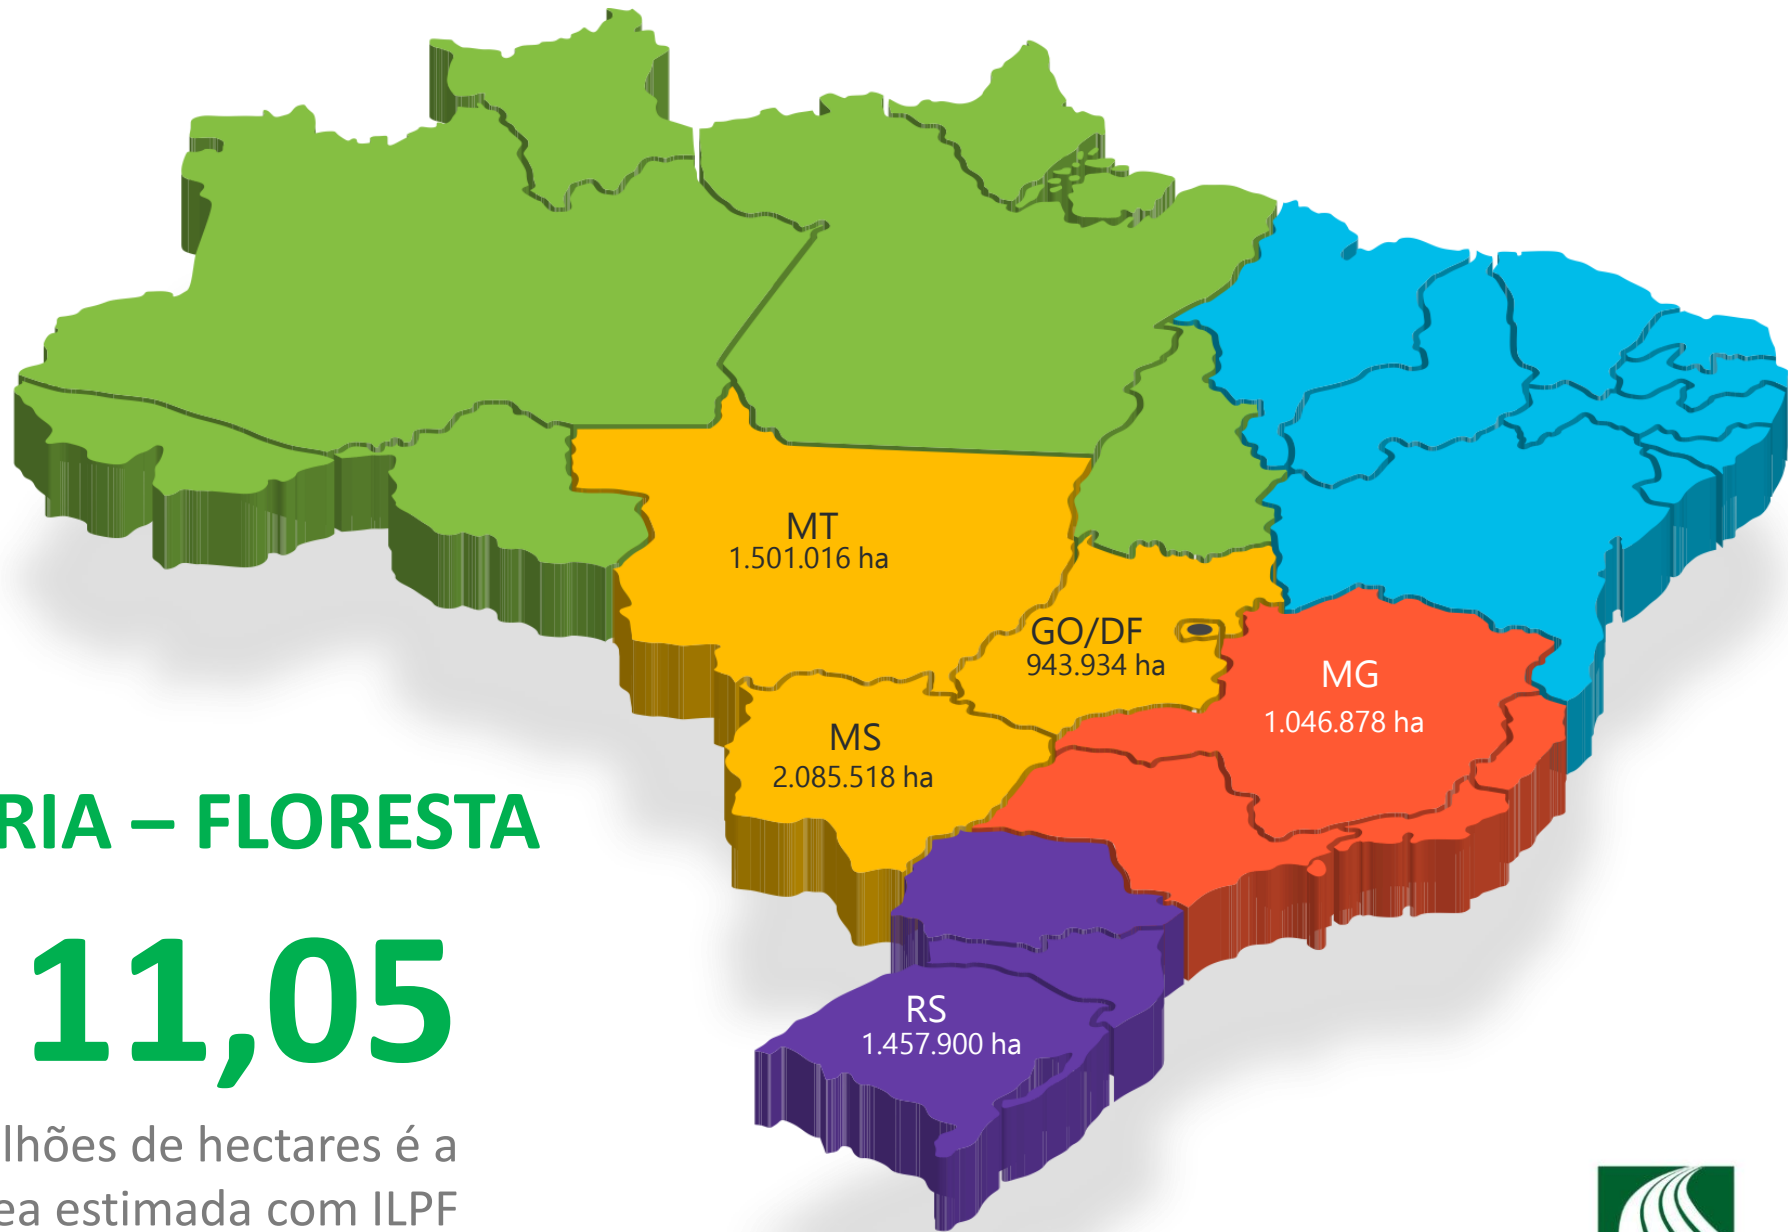 MT
1.501.016 ha
GO/DF
943.934 ha
MG
1.046.878 ha
MS
2.085.518 ha
RIA – FLORESTA
11,05
RS
1.457.900 ha
lhões de hectares é a
ea estimada com ILPF